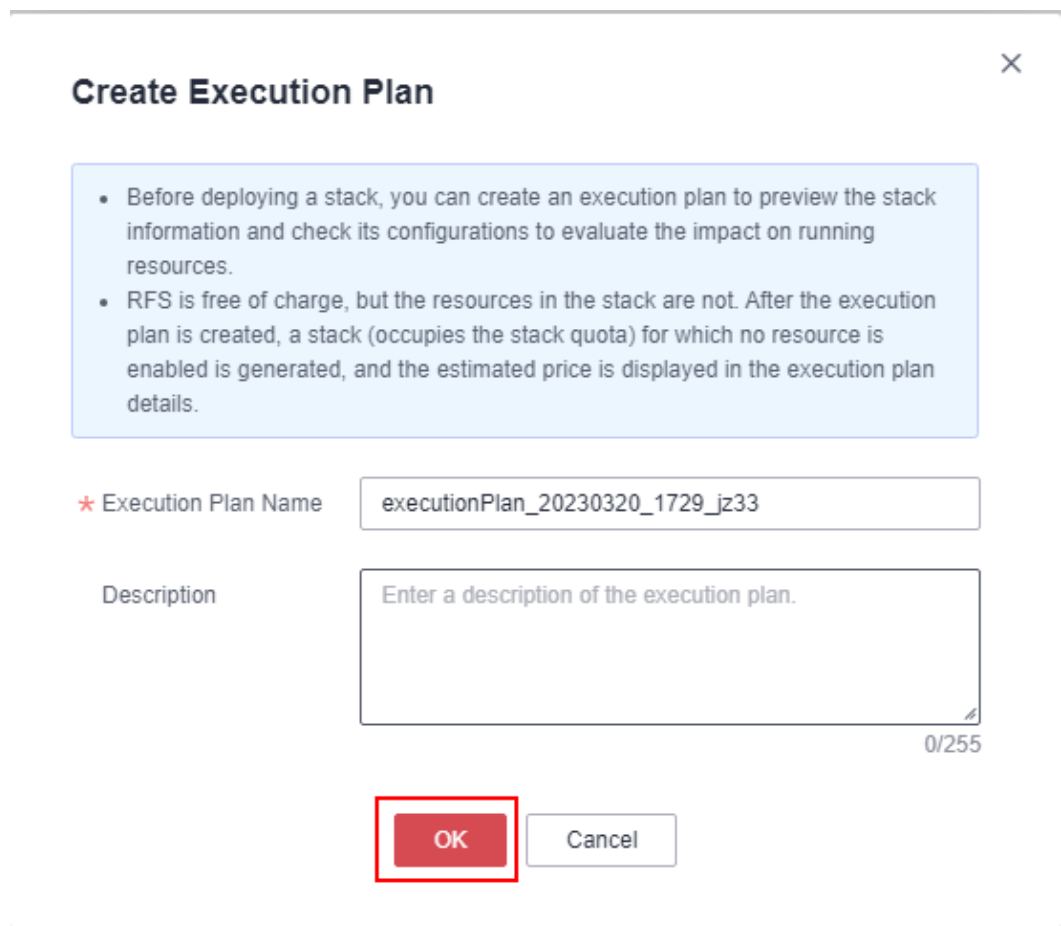 Create Execution Plan
• Before deploying a stack, you can create an execution plan to preview the stack
information and check its configurations to evaluate the impact on running
resources.
• RFS is free of charge, but the resources in the stack are not. After the execution
plan is created, a stack (occupies the stack quota) for which no resource is
enabled is generated, and the estimated price is displayed in the execution plan
details.
* Execution Plan Name executionPlan_20230320_1729_jz33
Description Enter a description of the execution plan.
0/255
OK Cancel